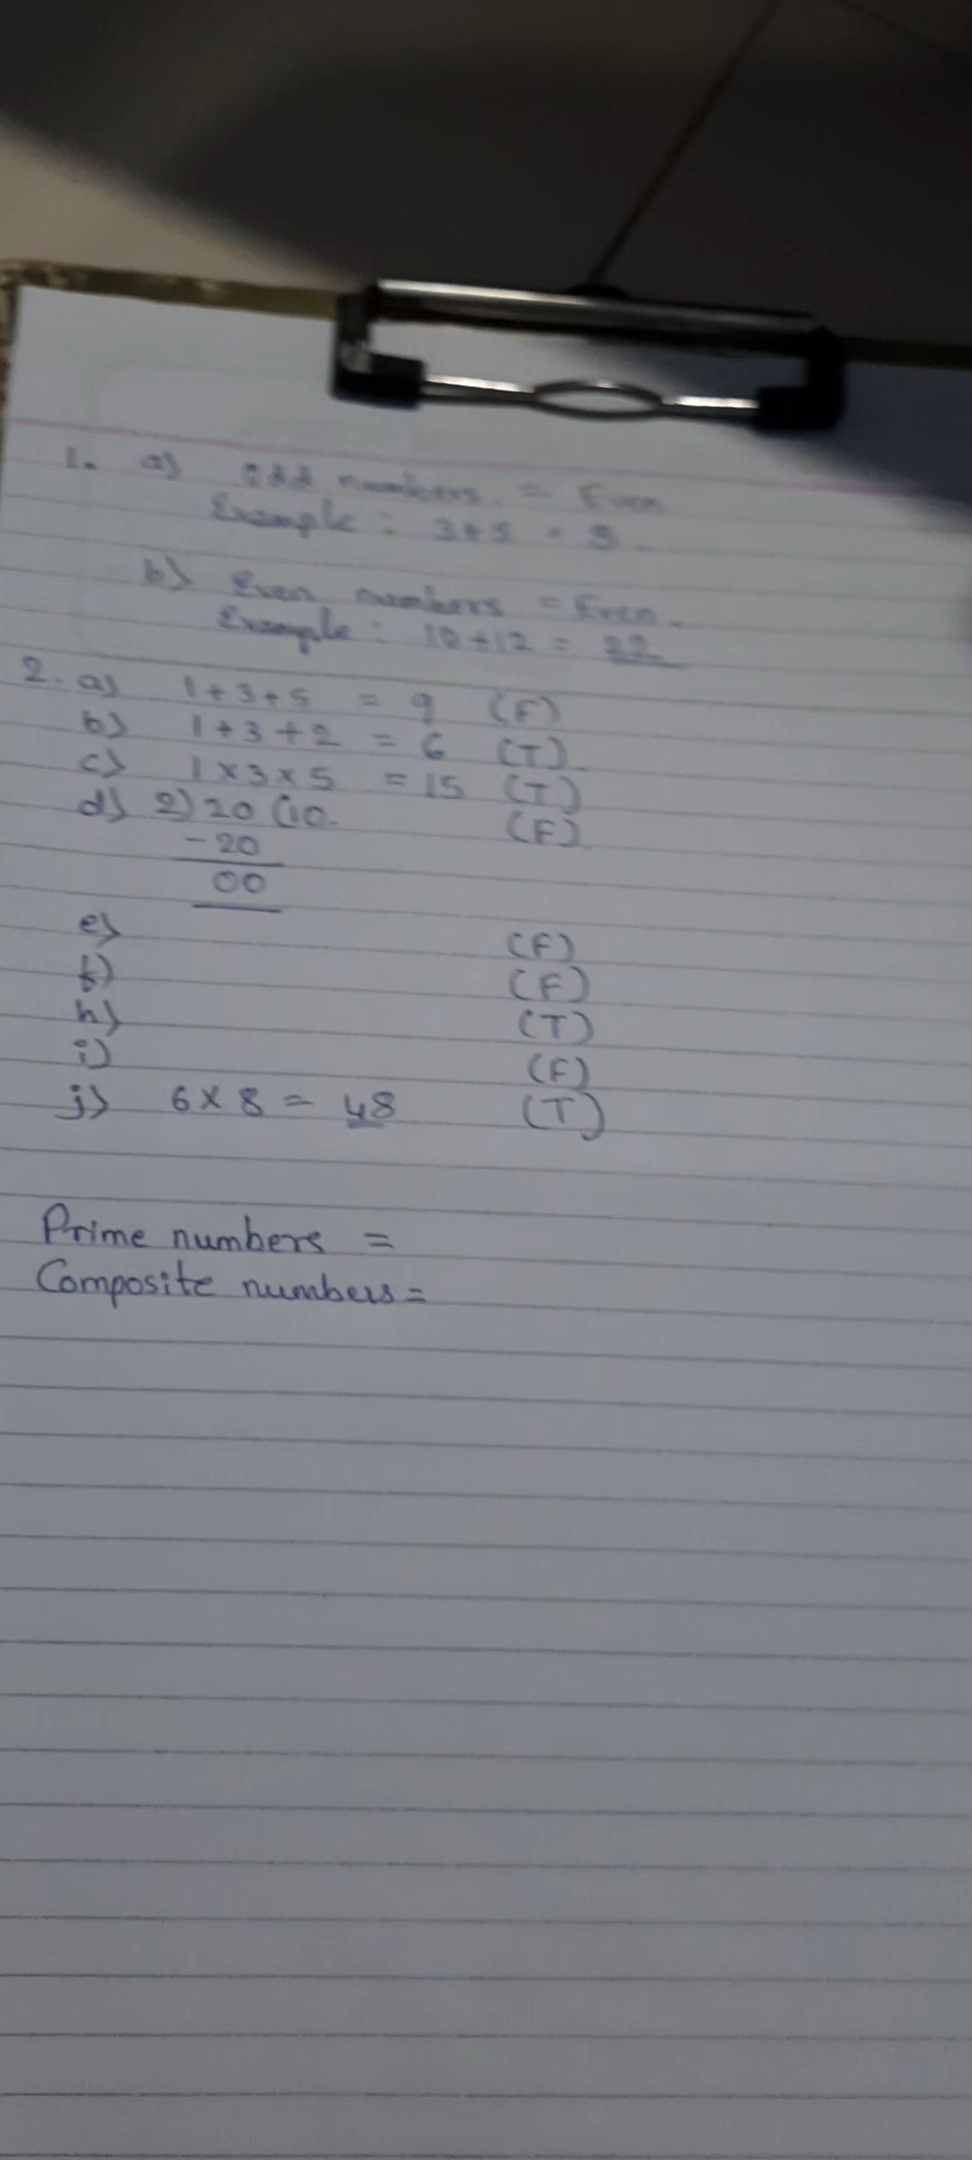 1. a) Odd numbers = Even
Example : 3+5 = 8.
b) Even numbers = Even.
Example : 10+12 = 22
2. a) 1+3+5 = 9 (F)
b) 1+3+2 = 6 (T)
c) 1×3×5 = 15 (T)
d) 2)20(10. (F)
-20
00
e) (F)
f) (F)
h) (T)
i) (F)
j) 6×8 = 48 (T)
Prime numbers =
Composite numbers =